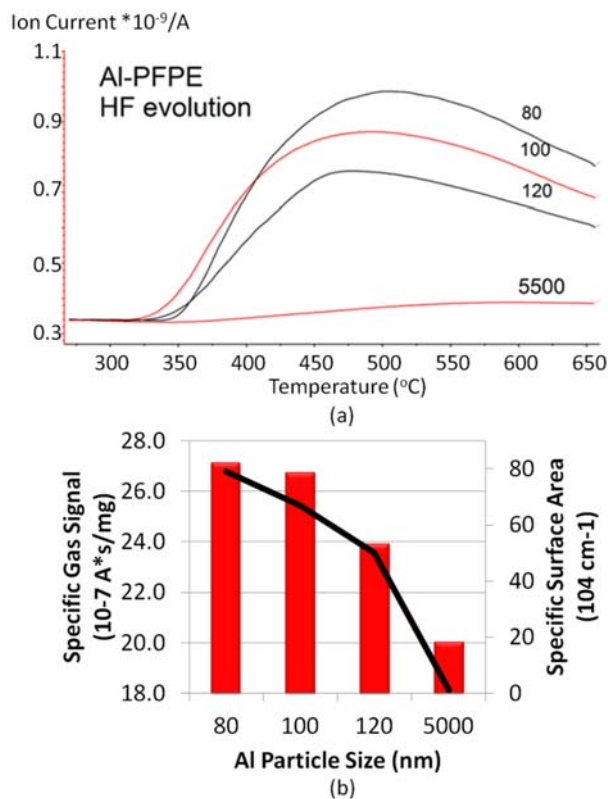 Ion Current *10⁻⁹/A
1.1
0.9
0.7
0.5
0.3
Al-PFPE
HF evolution
80
100
120
5500
300 350 400 450 500 550 600 650
Temperature (°C)
(a)
Specific Gas Signal
(10-7 A*s/mg)
28.0
26.0
24.0
22.0
20.0
18.0
80
60
40
20
0
Specific Surface Area
(104 cm-1)
80 100 120 5000
Al Particle Size (nm)
(b)